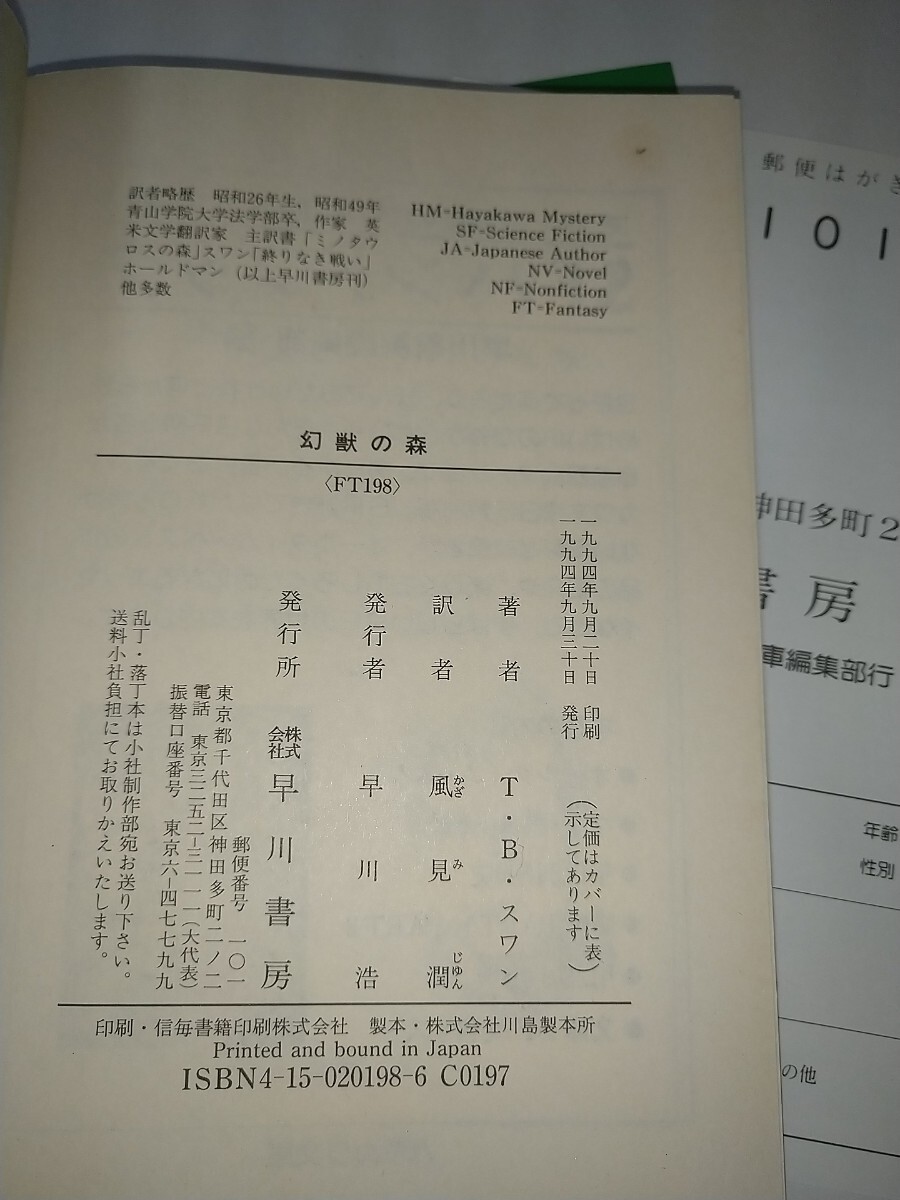 訳者略歴　昭和26年生、昭和49年
青山学院大学法学部卒、作家　英
米文学翻訳家　主訳書「ミノタウ
ロスの森」スワン「終りなき戦い」
ホールドマン（以上早川書房刊）
他多数
HM=Hayakawa Mystery
SF=Science Fiction
JA=Japanese Author
NV=Novel
NF=Nonfiction
FT=Fantasy
幻獣の森
〈FT198〉
一九九四年九月二十日　印刷
一九九四年九月三十日　発行
（定価はカバーに表
示してあります）
著者　T・B・スワン
訳者　風見潤
かざ　み　じゆん
発行者　早川浩
発行所　株式会社　早川書房
郵便番号　一〇一
東京都千代田区神田多町二ノ二
電話　東京三二五二-三一一一（大代表）
振替口座番号　東京六-四七七九九
乱丁・落丁本は小社制作部宛お送り下さい。
送料小社負担にてお取りかえいたします。
印刷・信毎書籍印刷株式会社　製本・株式会社川島製本所
Printed and bound in Japan
ISBN4-15-020198-6 C0197
郵便はがき
101
神田多町2
書房
庫編集部行
年齢
性別
の他